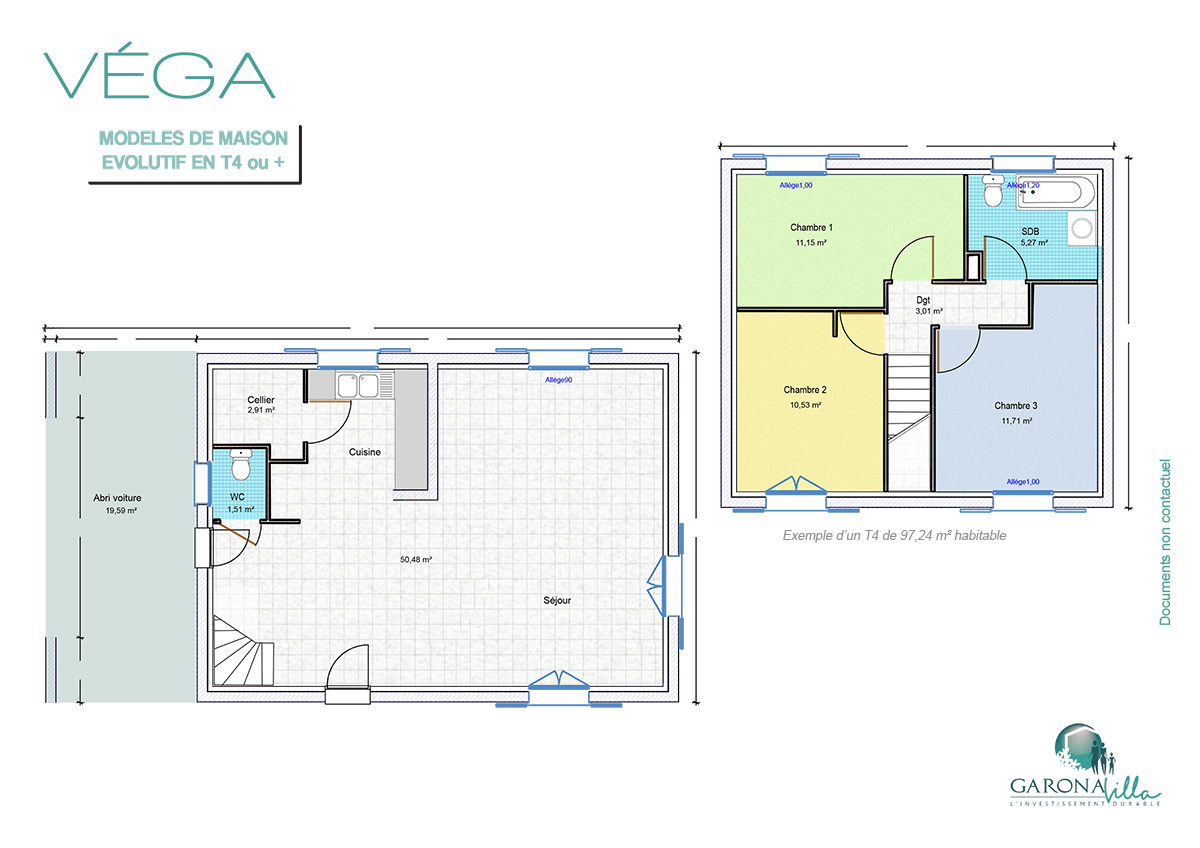 VÉGA
MODELES DE MAISON
EVOLUTIF EN T4 ou +
Allège1,00
Allège1,20
Chambre 1
11,15 m²
SDB
5,27 m²
Dgt
3,01 m²
Chambre 2
10,53 m²
Chambre 3
11,71 m²
Allège1,00
Exemple d'un T4 de 97,24 m² habitable
Allège90
Cellier
2,91 m²
Cuisine
WC
1,51 m²
Abri voiture
19,59 m²
50,48 m²
Séjour
Documents non contactuel
GARONA Villa
L'INVESTISSEMENT DURABLE